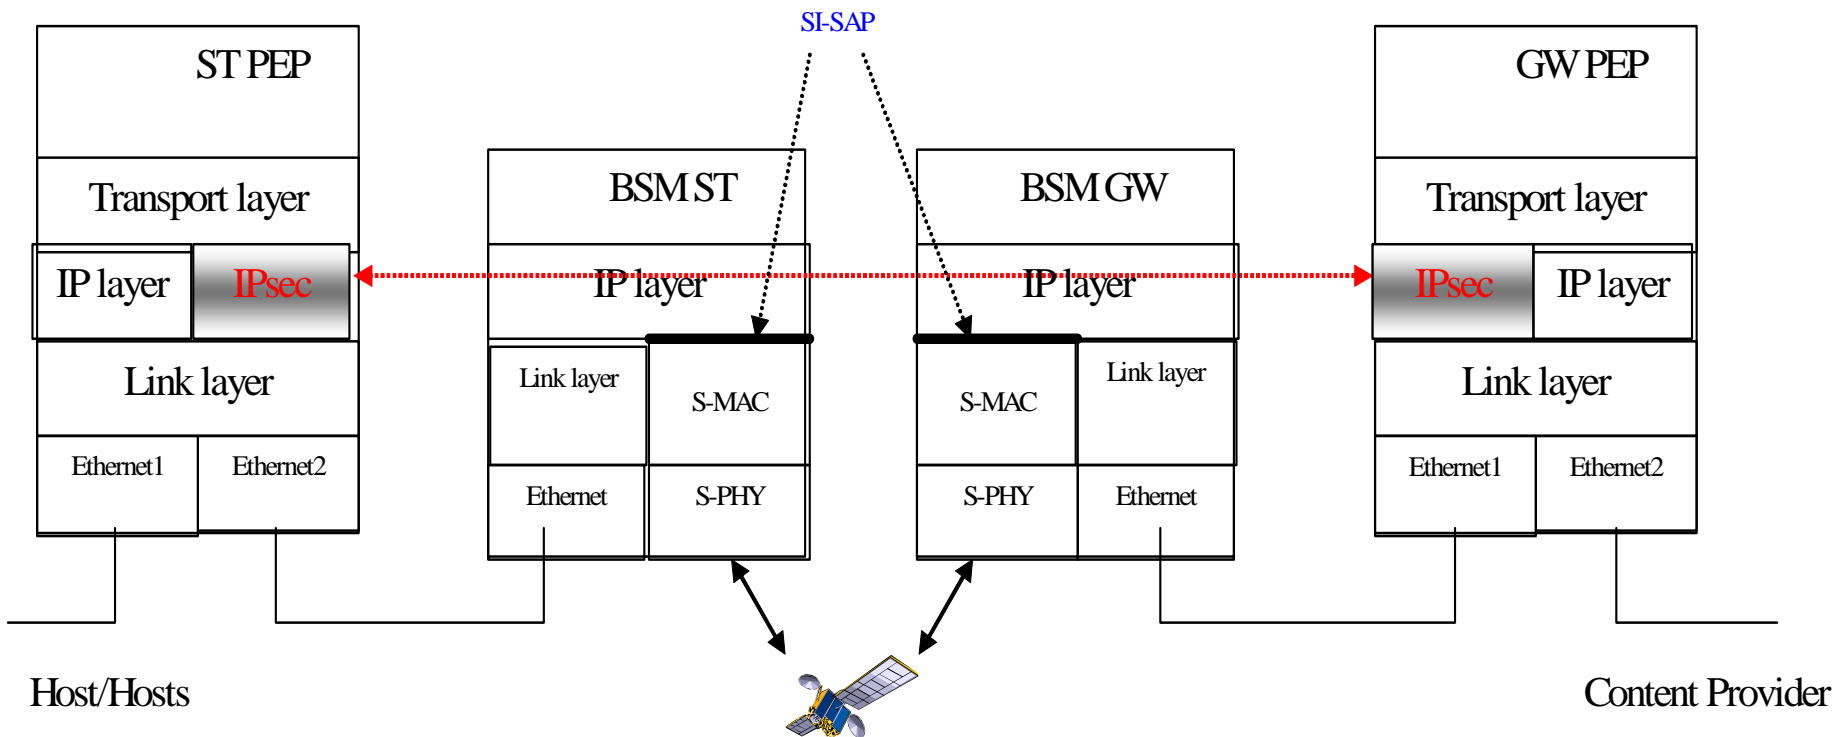 SI-SAP
ST PEP
GW PEP
BSM ST
BSM GW
Transport layer
Transport layer
IP layer
IPsec
IP layer
IP layer
IPsec
IP layer
Link layer
Link layer
S-MAC
S-MAC
Link layer
Link layer
Ethernet1
Ethernet2
Ethernet
S-PHY
S-PHY
Ethernet
Ethernet1
Ethernet2
Host/Hosts
Content Provider